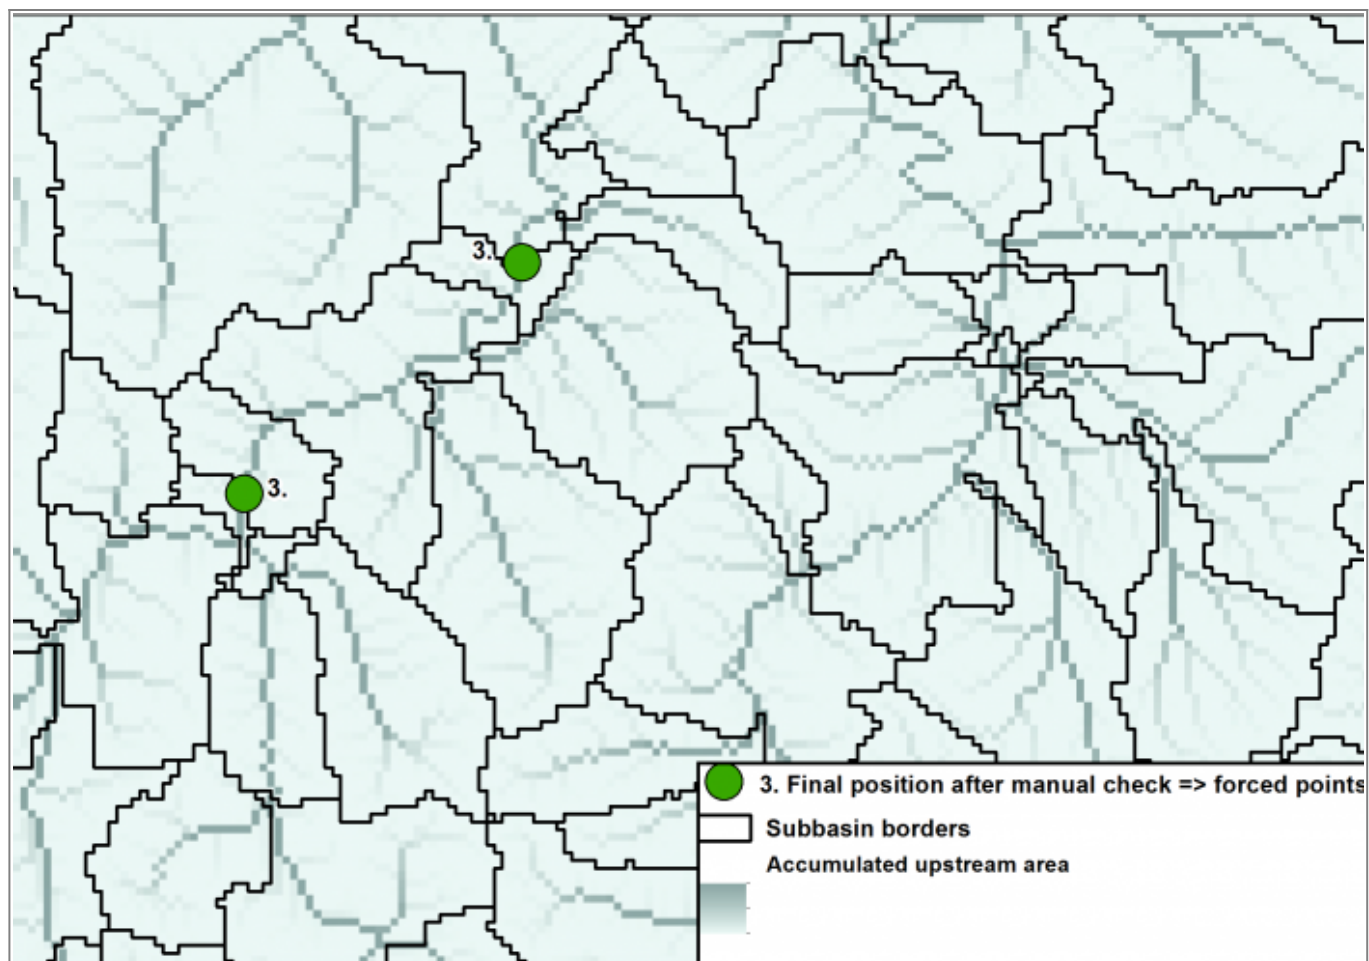 3.
3.
3. Final position after manual check => forced points
Subbasin borders
Accumulated upstream area